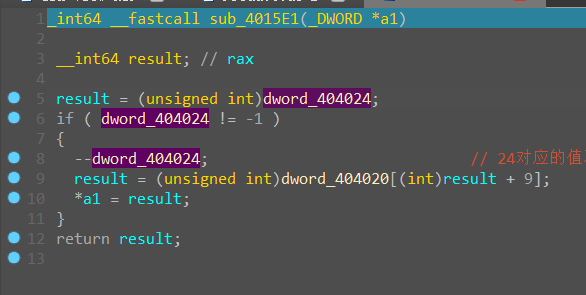 1 _int64 __fastcall sub_4015E1(_DWORD *a1)
2
3 __int64 result; // rax
4
5 result = (unsigned int)dword_404024;
6 if ( dword_404024 != -1 )
7 {
8 --dword_404024; // 24对应的值
9 result = (unsigned int)dword_404020[(int)result + 9];
10 *a1 = result;
11 }
12 return result;
13